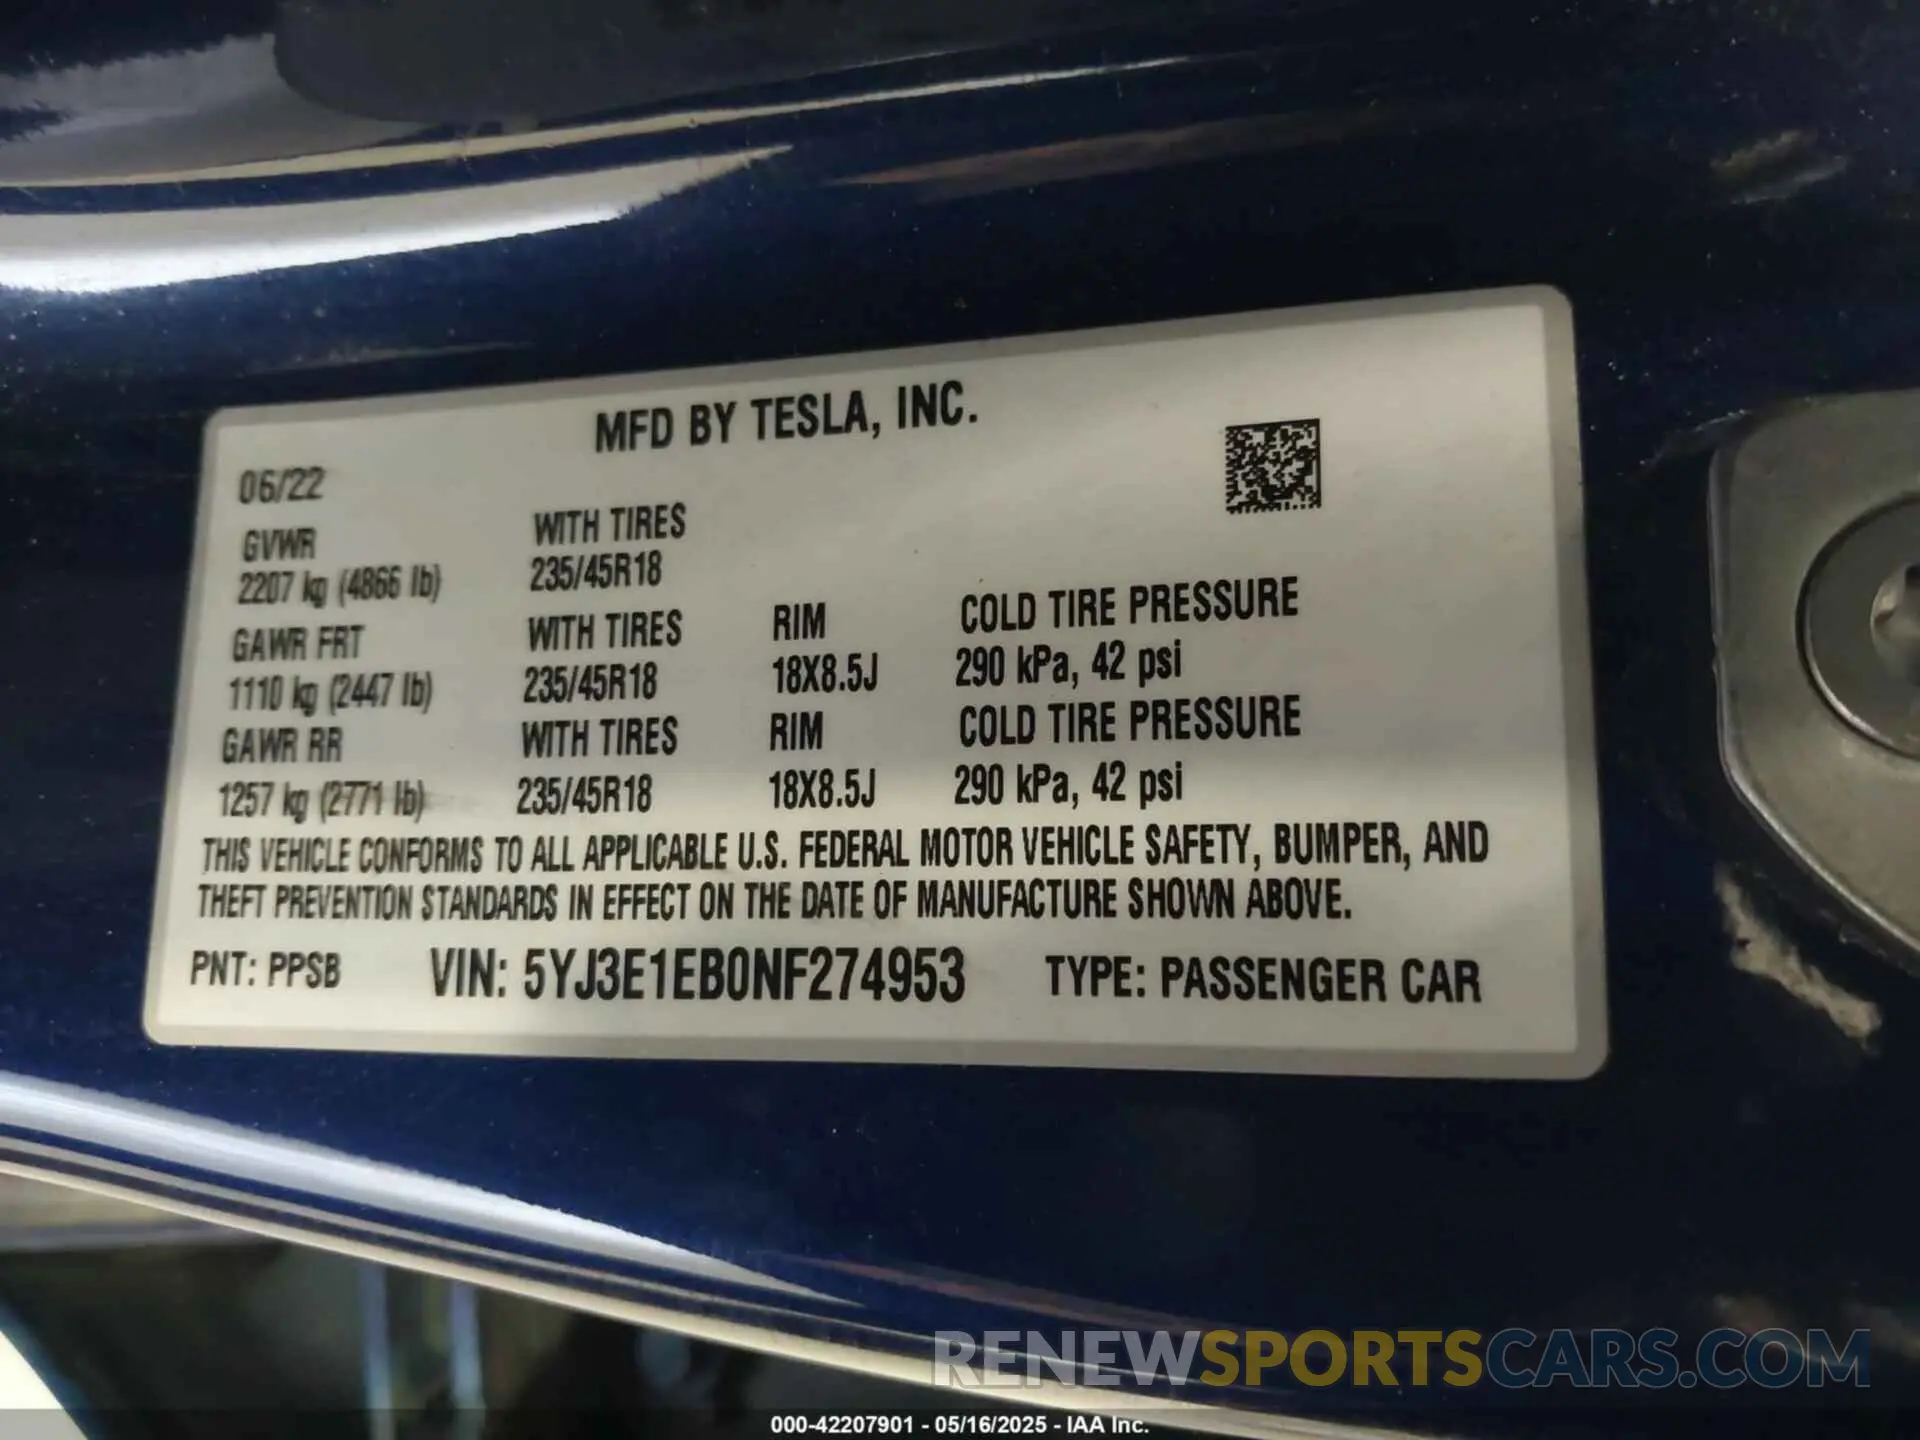 MFD BY TESLA, INC.
06/22
GVWR WITH TIRES
2207 kg (4866 lb) 235/45R18
GAWR FRT WITH TIRES RIM COLD TIRE PRESSURE
1110 kg (2447 lb) 235/45R18 18X8.5J 290 kPa, 42 psi
GAWR RR WITH TIRES RIM COLD TIRE PRESSURE
1257 kg (2771 lb) 235/45R18 18X8.5J 290 kPa, 42 psi
THIS VEHICLE CONFORMS TO ALL APPLICABLE U.S. FEDERAL MOTOR VEHICLE SAFETY, BUMPER, AND
THEFT PREVENTION STANDARDS IN EFFECT ON THE DATE OF MANUFACTURE SHOWN ABOVE.
PNT: PPSB VIN: 5YJ3E1EB0NF274953 TYPE: PASSENGER CAR
RENEWSPORTSCARS.COM
000-42207901 - 05/16/2025 - IAA Inc.